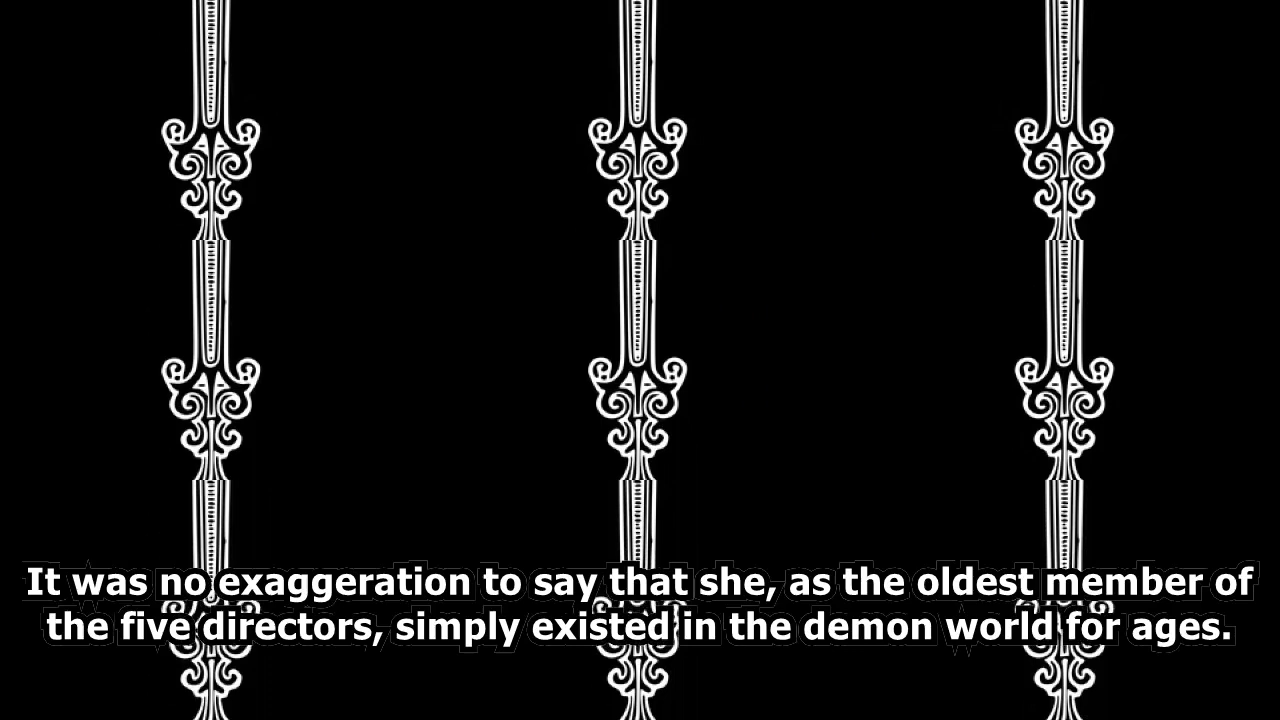 It was no exaggeration to say that she, as the oldest member of
the five directors, simply existed in the demon world for ages.